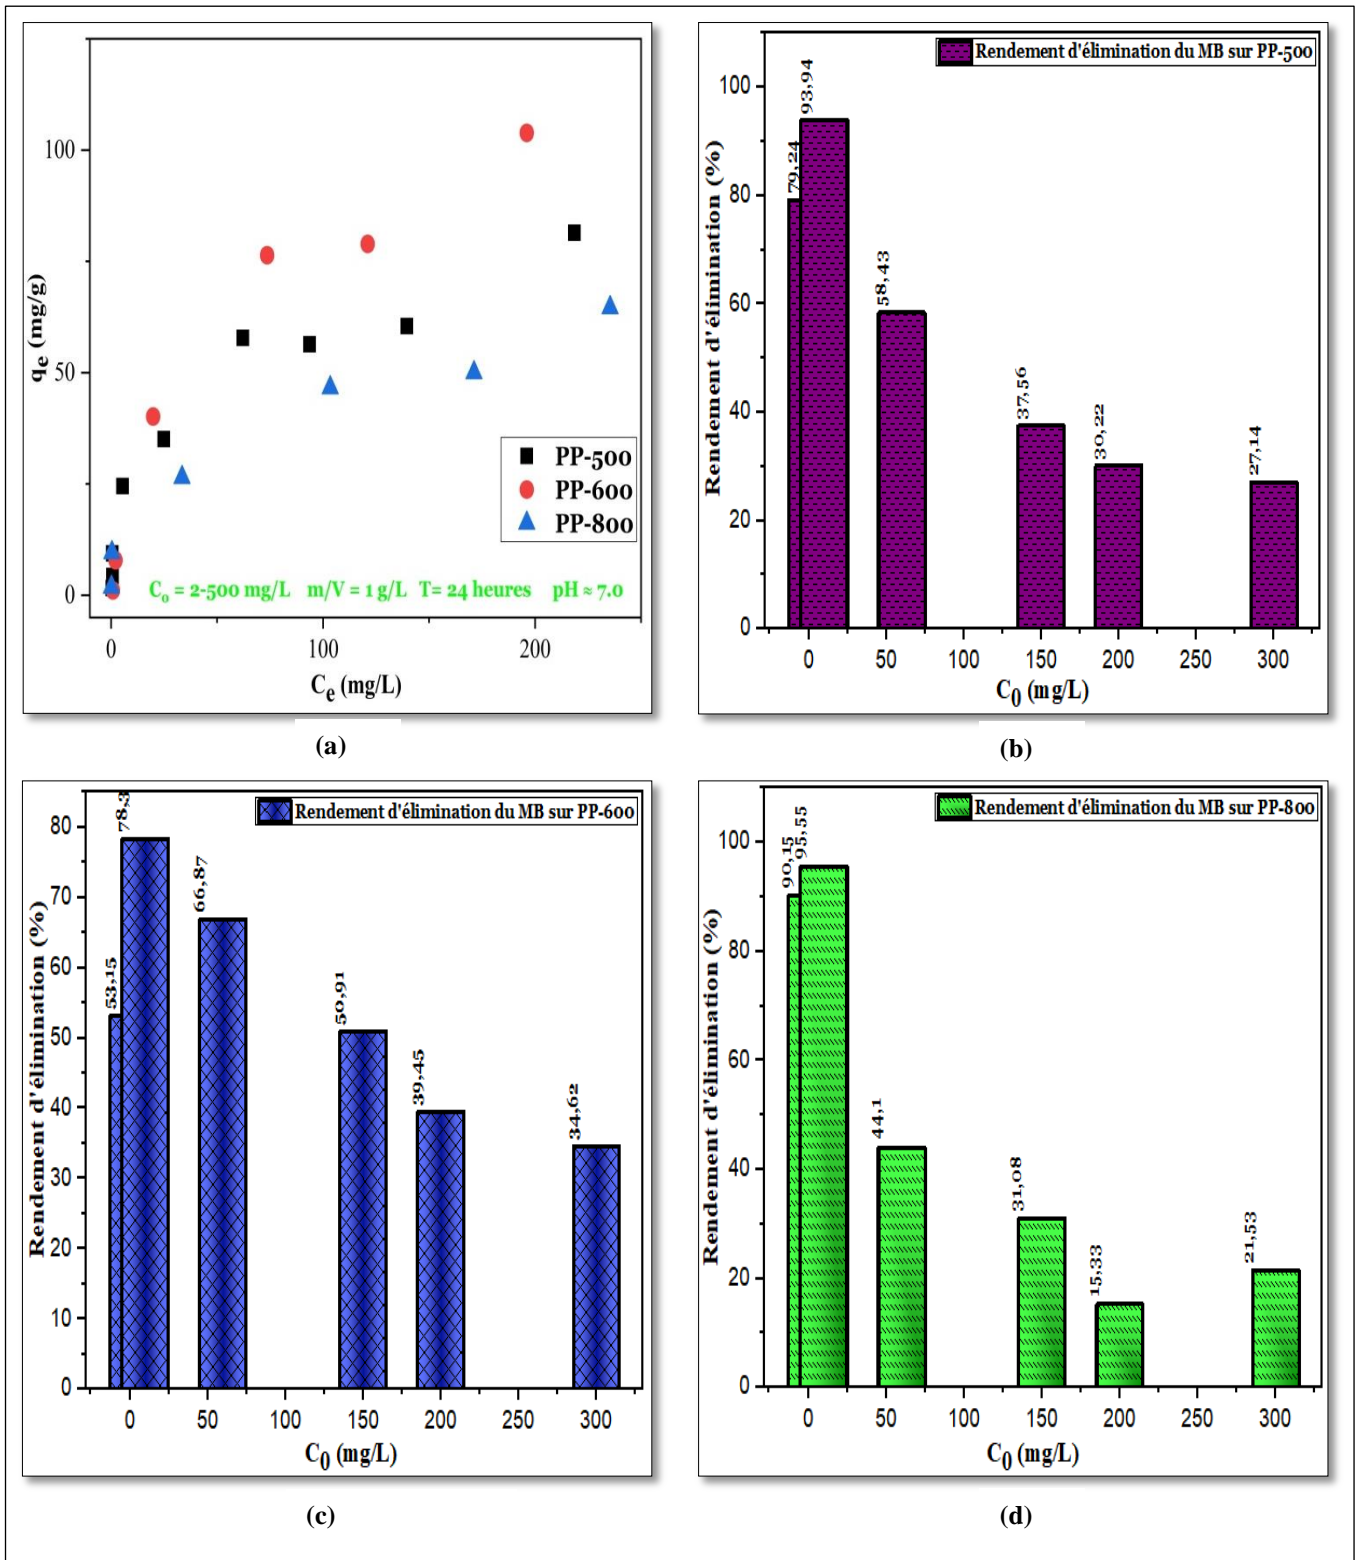 100
50
0
qe (mg/g)
PP-500
PP-600
PP-800
C₀ = 2-500 mg/L m/V = 1 g/L T= 24 heures pH ≈ 7.0
0 100 200
Ce (mg/L)
(a)
Rendement d'élimination du MB sur PP-500
Rendement d'élimination (%)
100
80
60
40
20
0
79,24
93,94
58,43
37,56
30,22
27,14
0 50 100 150 200 250 300
C₀ (mg/L)
(b)
Rendement d'élimination du MB sur PP-600
Rendement d'élimination (%)
80
70
60
50
40
30
20
10
0
53,15
78,3
66,87
50,91
39,45
34,62
0 50 100 150 200 250 300
C₀ (mg/L)
(c)
Rendement d'élimination du MB sur PP-800
Rendement d'élimination (%)
100
80
60
40
20
0
90,15
95,55
44,1
31,08
15,33
21,53
0 50 100 150 200 250 300
C₀ (mg/L)
(d)